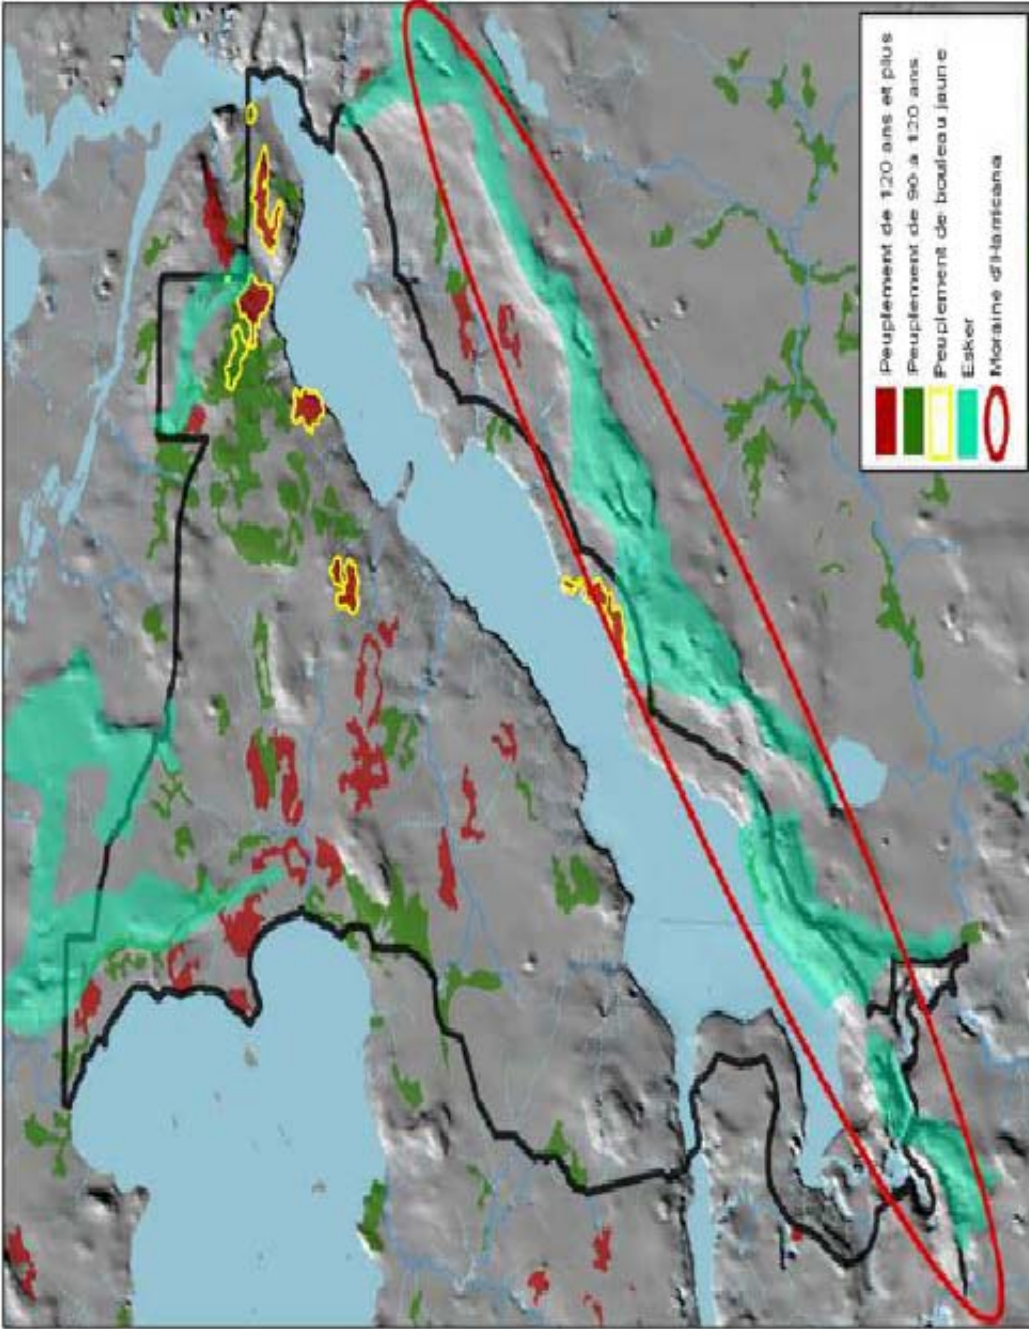 Peuplement de 120 ans et plus
Peuplement de 90 à 120 ans
Peuplement de bouleau jaune
Esker
Moraine d'Harricana